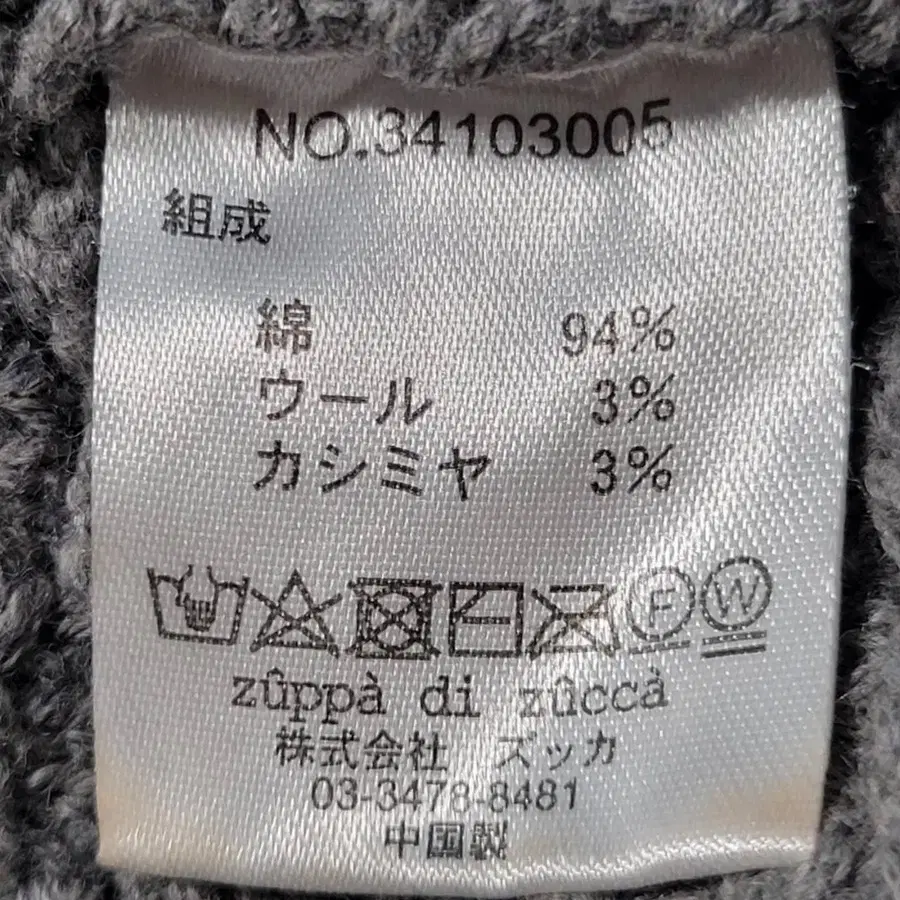 NO.34103005
組成
綿 94%
ウール 3%
カシミヤ 3%
F W
zûppà di zûccà
株式会社 ズッカ
03-3478-8481
中国製